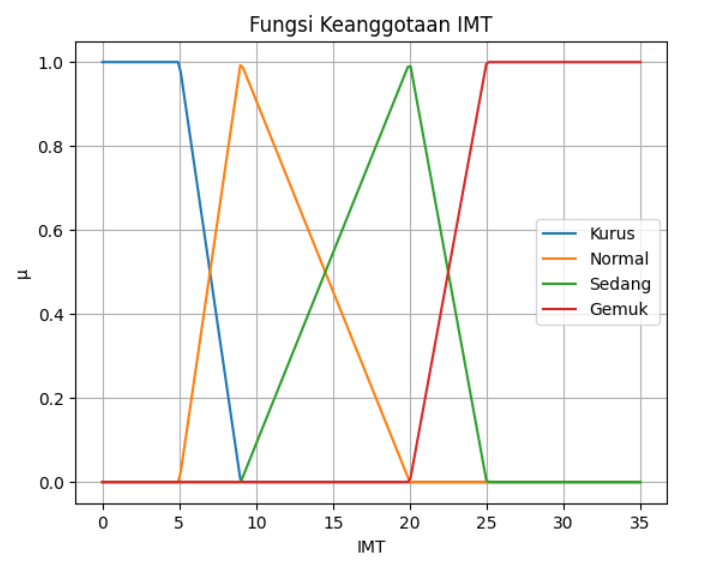 Fungsi Keanggotaan IMT
1.0
0.8
0.6
0.4
0.2
0.0
μ
Kurus
Normal
Sedang
Gemuk
0 5 10 15 20 25 30 35
IMT